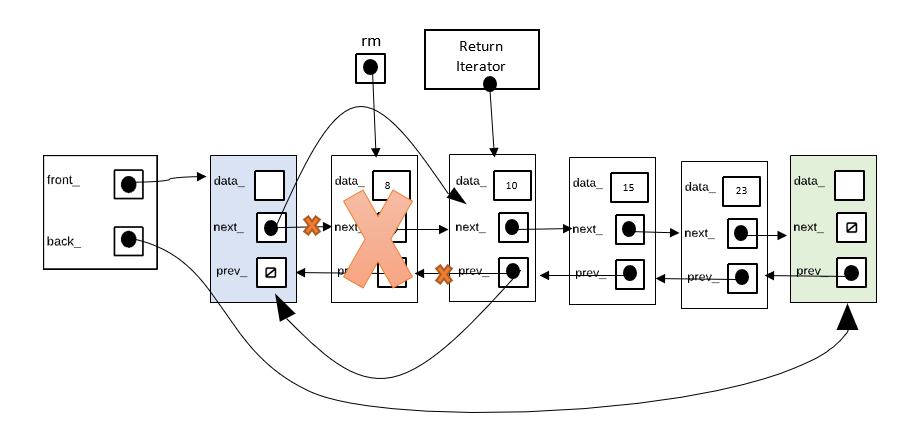 rm
Return
Iterator
front_
back_
data_
next_
prev_
data_ 8
next_
data_ 10
next_
prev_
data_ 15
next_
prev_
data_ 23
next_
prev_
data_
next_
prev_